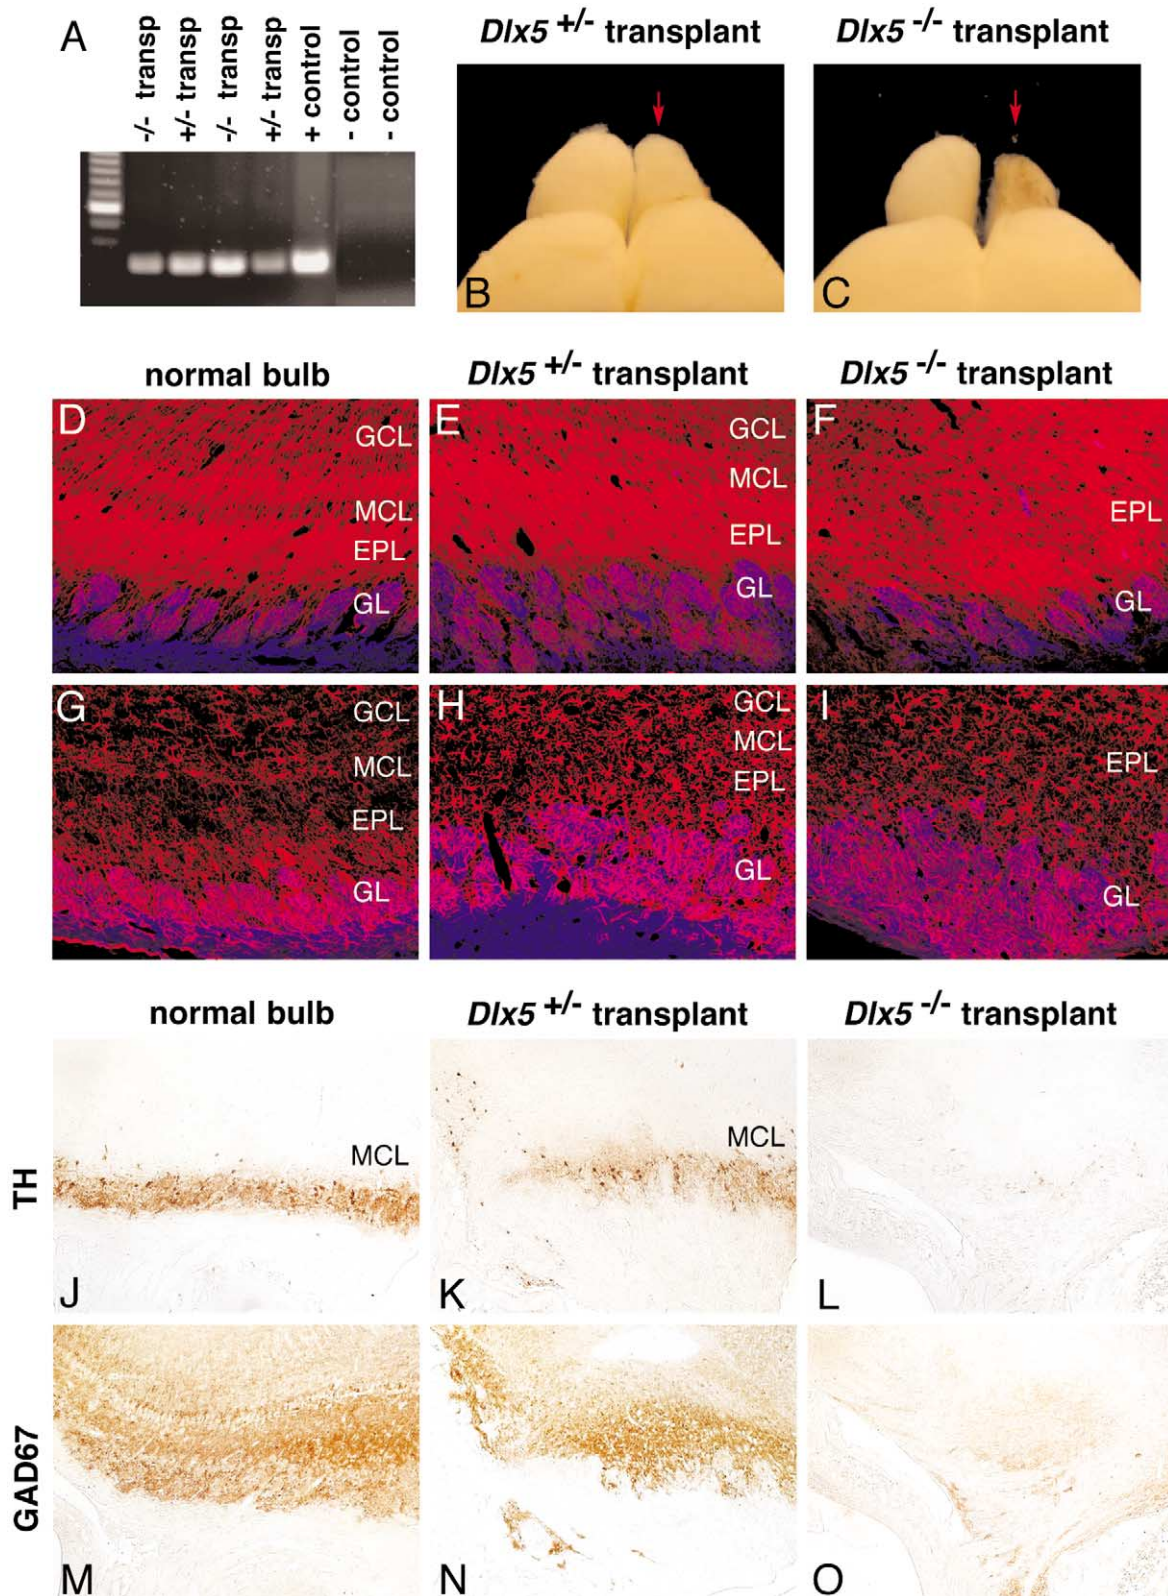 A
-/- transp
+/- transp
-/- transp
+/- transp
+ control
- control
- control
Dlx5 +/- transplant
Dlx5 -/- transplant
B
C
normal bulb
Dlx5 +/- transplant
Dlx5 -/- transplant
D
GCL
MCL
EPL
GL
E
GCL
MCL
EPL
GL
F
EPL
GL
G
GCL
MCL
EPL
GL
H
GCL
MCL
EPL
GL
I
EPL
GL
normal bulb
Dlx5 +/- transplant
Dlx5 -/- transplant
TH
MCL
J
MCL
K
L
GAD67
M
N
O